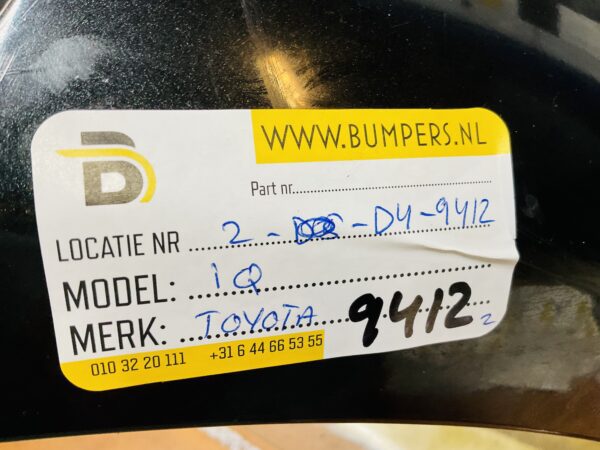 WWW.BUMPERS.NL
Part nr.
LOCATIE NR 2 - - D4-9412
MODEL: iQ
MERK: TOYOTA 9412 2
010 32 20 111 +31 6 44 66 53 55